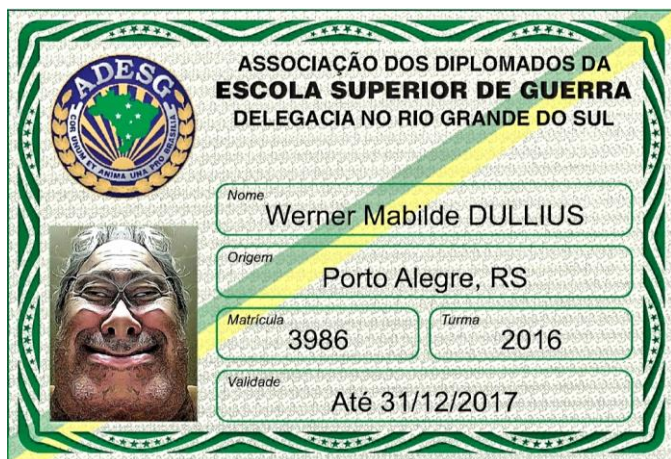 ADESG
COR UNUM ET ANIMA UNA PRO BRASILIA
ASSOCIAÇÃO DOS DIPLOMADOS DA
ESCOLA SUPERIOR DE GUERRA
DELEGACIA NO RIO GRANDE DO SUL
Nome
Werner Mabilde DULLIUS
Origem
Porto Alegre, RS
Matrícula
3986
Turma
2016
Validade
Até 31/12/2017